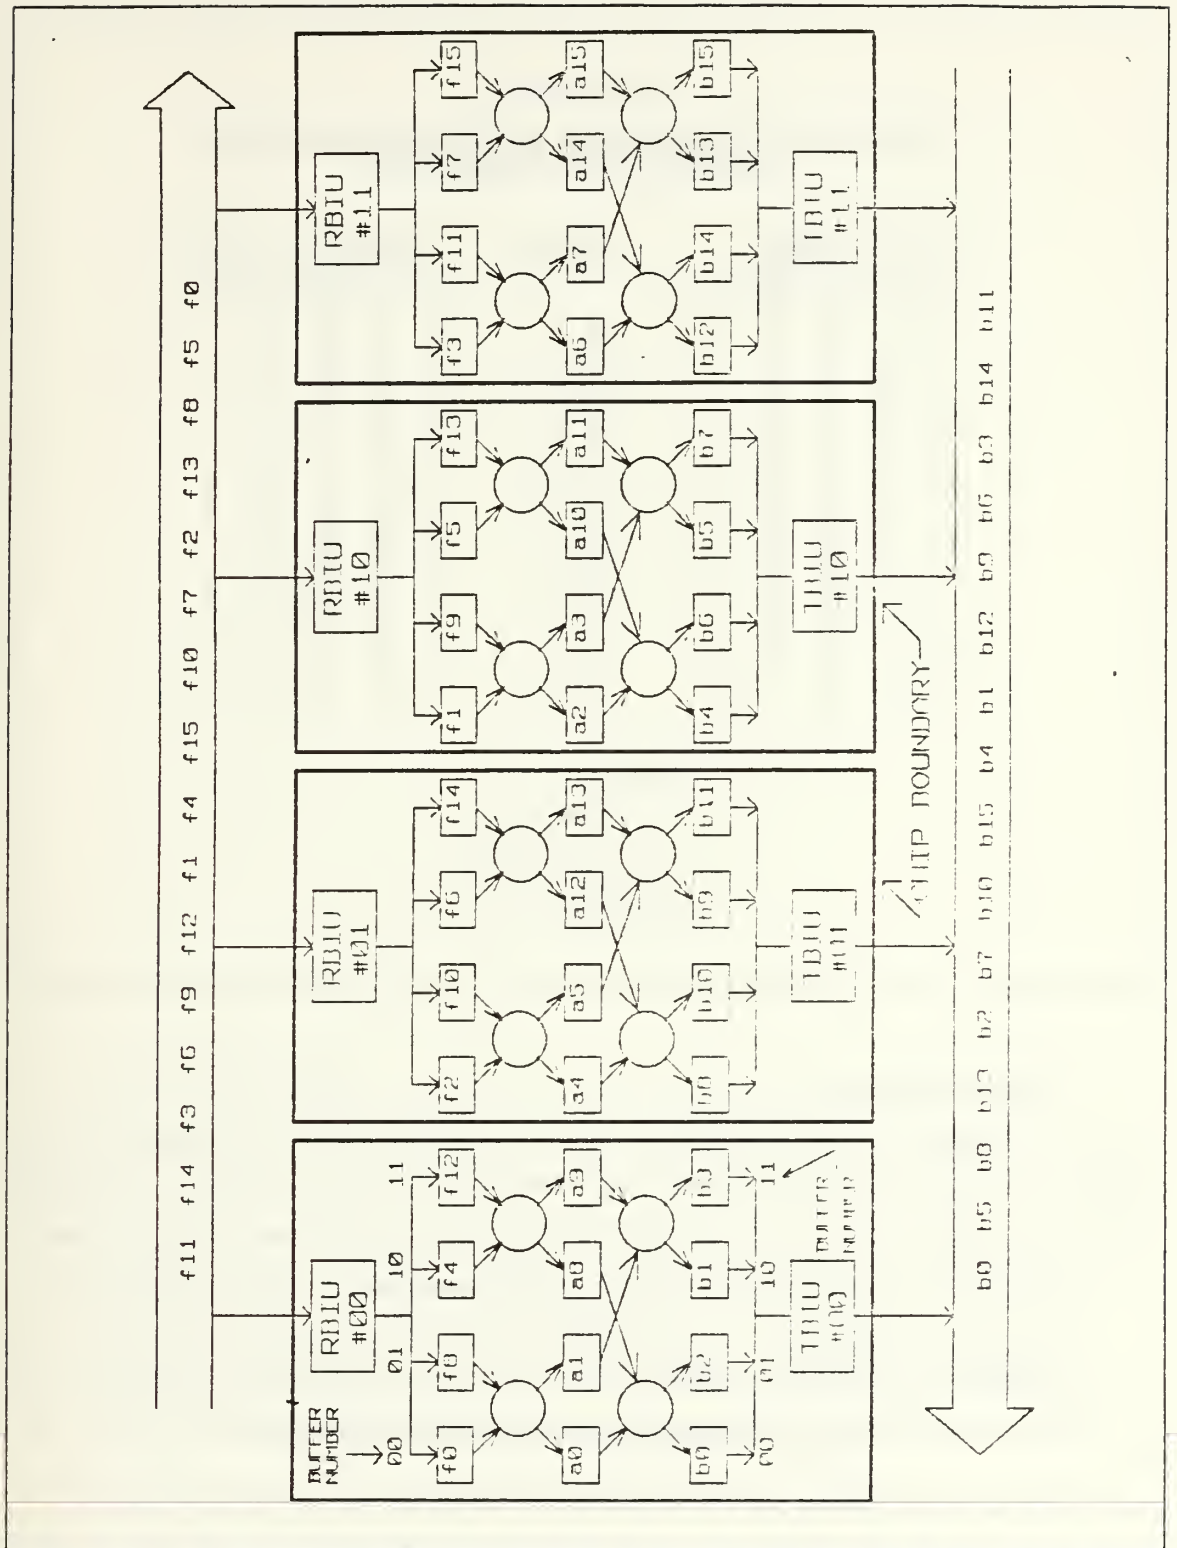 f11 f14 f3 f6 f9 f12 f1 f4 f15 f10 f7 f2 f13 f8 f5 f0
BUFFER
NUMBER
RBIU
#00
00 01 10 11
f0 f8 f4 f12
a0 a1 a8 a9
b0 b2 b1 b3
00 01 10 11
TBIU
#00
BUFFER
NUMBER
RBIU
#01
f2 f10 f6 f14
a4 a5 a12 a13
b8 b10 b9 b11
TBIU
#01
RBIU
#10
f1 f9 f5 f13
a2 a3 a10 a11
b4 b6 b5 b7
TBIU
#10
RBIU
#11
f3 f11 f7 f15
a6 a7 a14 a15
b12 b14 b13 b15
TBIU
#11
CHIP BOUNDARY
b0 b5 b8 b13 b2 b7 b10 b15 b4 b1 b12 b9 b6 b3 b14 b11